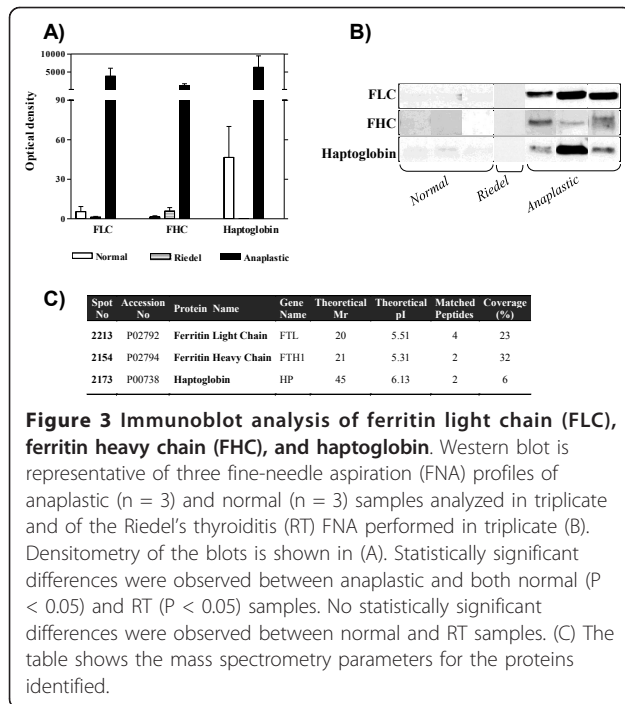 A)
10000
5000
90
60
30
0
Optical density
FLC
FHC
Haptoglobin
Normal
Riedel
Anaplastic
B)
FLC
FHC
Haptoglobin
Normal
Riedel
Anaplastic
C)
Spot No Accession No Protein Name Gene Name Theoretical Mr Theoretical pI Matched Peptides Coverage (%)
2213 P02792 Ferritin Light Chain FTL 20 5.51 4 23
2154 P02794 Ferritin Heavy Chain FTH1 21 5.31 2 32
2173 P00738 Haptoglobin HP 45 6.13 2 6
Figure 3 Immunoblot analysis of ferritin light chain (FLC),
ferritin heavy chain (FHC), and haptoglobin. Western blot is
representative of three fine-needle aspiration (FNA) profiles of
anaplastic (n = 3) and normal (n = 3) samples analyzed in triplicate
and of the Riedel's thyroiditis (RT) FNA performed in triplicate (B).
Densitometry of the blots is shown in (A). Statistically significant
differences were observed between anaplastic and both normal (P
< 0.05) and RT (P < 0.05) samples. No statistically significant
differences were observed between normal and RT samples. (C) The
table shows the mass spectrometry parameters for the proteins
identified.